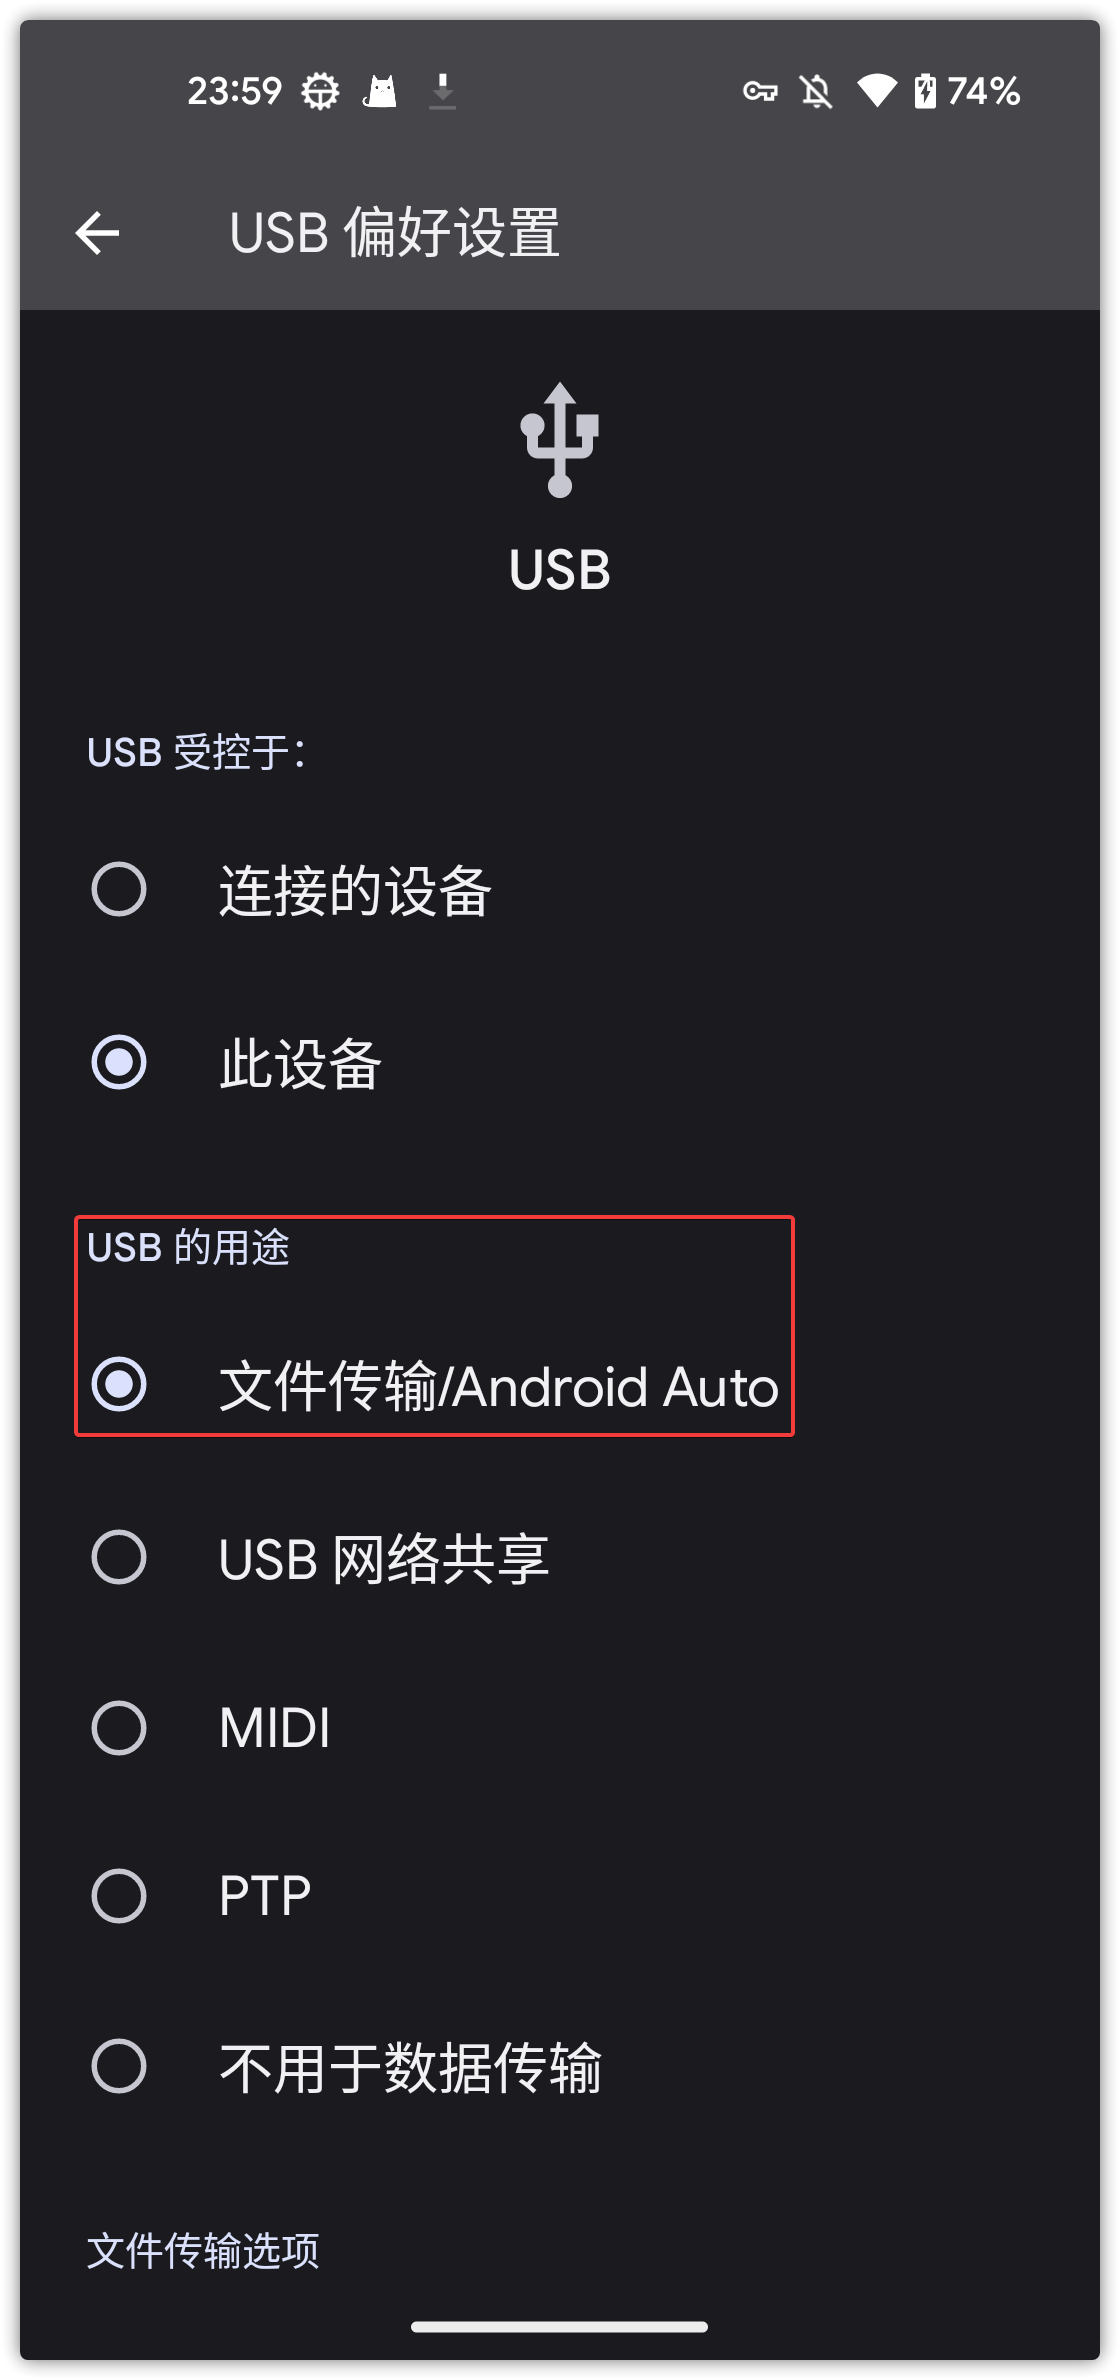 23:59 74%
USB 偏好设置
USB
USB 受控于：
连接的设备
此设备
USB 的用途
文件传输/Android Auto
USB 网络共享
MIDI
PTP
不用于数据传输
文件传输选项